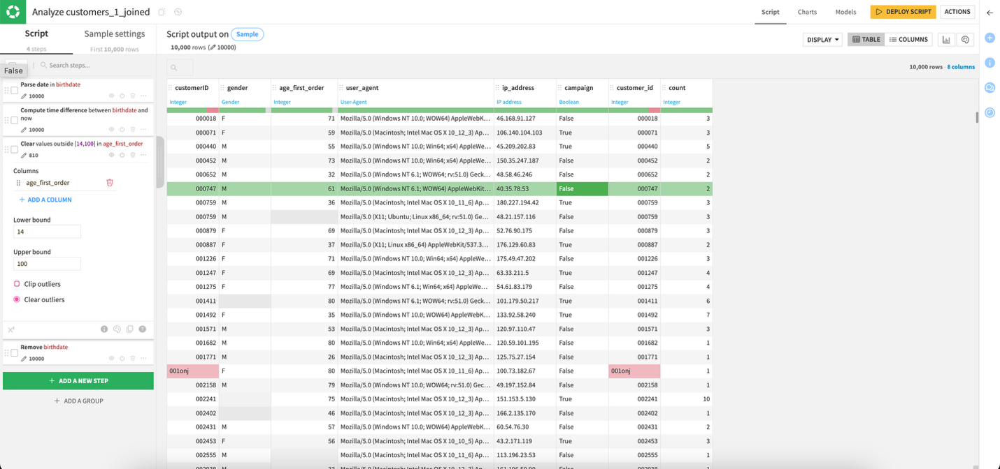 Analyze customers_1_joined
Script Charts Models DEPLOY SCRIPT ACTIONS
Script Sample settings
4 steps First 10,000 rows
False
Search steps...
Parse date in birthdate
10000
Compute time difference between birthdate and
now
10000
Clear values outside [14,100] in age_first_order
810
Columns
age_first_order
ADD A COLUMN
Lower bound
14
Upper bound
100
Clip outliers
Clear outliers
Remove birthdate
10000
ADD A NEW STEP
ADD A GROUP
Script output on Sample
10,000 rows (10000)
DISPLAY TABLE COLUMNS
10,000 rows 8 columns
customerID gender age_first_order user_agent ip_address campaign customer_id count
Integer Gender Integer User-Agent IP address Boolean Integer Integer
000018 F 71 Mozilla/5.0 (Windows NT 10.0; WOW64) AppleWebK... 46.168.91.127 False 000018 3
000071 F 59 Mozilla/5.0 (Macintosh; Intel Mac OS X 10_12_3) Ap... 106.140.104.103 True 000071 3
000440 M 55 Mozilla/5.0 (Windows NT 10.0; Win64; x64) AppleWe... 45.209.202.83 True 000440 5
000452 M 73 Mozilla/5.0 (Windows NT 10.0; Win64; x64) AppleWe... 150.35.247.187 False 000452 2
000652 M 32 Mozilla/5.0 (Windows NT 6.1; WOW64; rv:51.0) Geck... 48.58.46.246 False 000652 2
000747 M 61 Mozilla/5.0 (Windows NT 6.1; WOW64) AppleWebKit... 40.35.78.53 False 000747 2
000759 M 36 Mozilla/5.0 (Macintosh; Intel Mac OS X 10_11_6) Ap... 180.227.194.42 True 000759 3
000759 M Mozilla/5.0 (X11; Ubuntu; Linux x86_64; rv:51.0) Ge... 48.21.157.116 False 000759 3
000879 F 69 Mozilla/5.0 (Macintosh; Intel Mac OS X 10_12_3) Ap... 52.76.90.175 False 000879 3
000887 F 37 Mozilla/5.0 (X11; Linux x86_64) AppleWebKit/537.3... 176.129.60.83 True 000887 2
001226 F 71 Mozilla/5.0 (Windows NT 10.0; Win64; x64) AppleWe... 175.49.47.202 False 001226 3
001247 F 69 Mozilla/5.0 (Macintosh; Intel Mac OS X 10_12_3) Ap... 63.33.211.5 True 001247 4
001275 F 77 Mozilla/5.0 (Windows NT 6.1; Win64; x64) AppleWe... 54.61.83.179 False 001275 4
001411 80 Mozilla/5.0 (Windows NT 6.1; WOW64; rv:51.0) Geck... 101.179.50.217 True 001411 6
001492 F 35 Mozilla/5.0 (Windows NT 10.0; WOW64) AppleWebK... 133.92.58.240 True 001492 7
001571 M 53 Mozilla/5.0 (Macintosh; Intel Mac OS X 10_12_3) Ap... 120.97.110.47 False 001571 3
001682 M 80 Mozilla/5.0 (Windows NT 10.0; Win64; x64) AppleWe... 120.59.101.195 False 001682 1
001771 M 26 Mozilla/5.0 (Macintosh; Intel Mac OS X 10_12_3) Ap... 125.75.27.154 False 001771 1
001onj F 80 Mozilla/5.0 (Macintosh; Intel Mac OS X 10_11_6) Ap... 100.73.182.67 False 001onj 1
002158 M 79 Mozilla/5.0 (Windows NT 10.0; WOW64; rv:51.0) Gec... 49.197.152.84 False 002158 1
002241 75 Mozilla/5.0 (Macintosh; Intel Mac OS X 10_12_3) Ap... 151.153.5.130 True 002241 10
002402 46 Mozilla/5.0 (Macintosh; Intel Mac OS X 10_12_3) Ap... 166.2.135.170 False 002402 1
002431 M 57 Mozilla/5.0 (Windows NT 10.0; WOW64) AppleWebK... 60.54.76.30 False 002431 2
002453 F 56 Mozilla/5.0 (Macintosh; Intel Mac OS X 10_10_5) Ap... 43.2.171.119 True 002453 3
002555 M Mozilla/5.0 (Macintosh; Intel Mac OS X 10_11_6) Ap... 113.196.23.53 False 002555 1